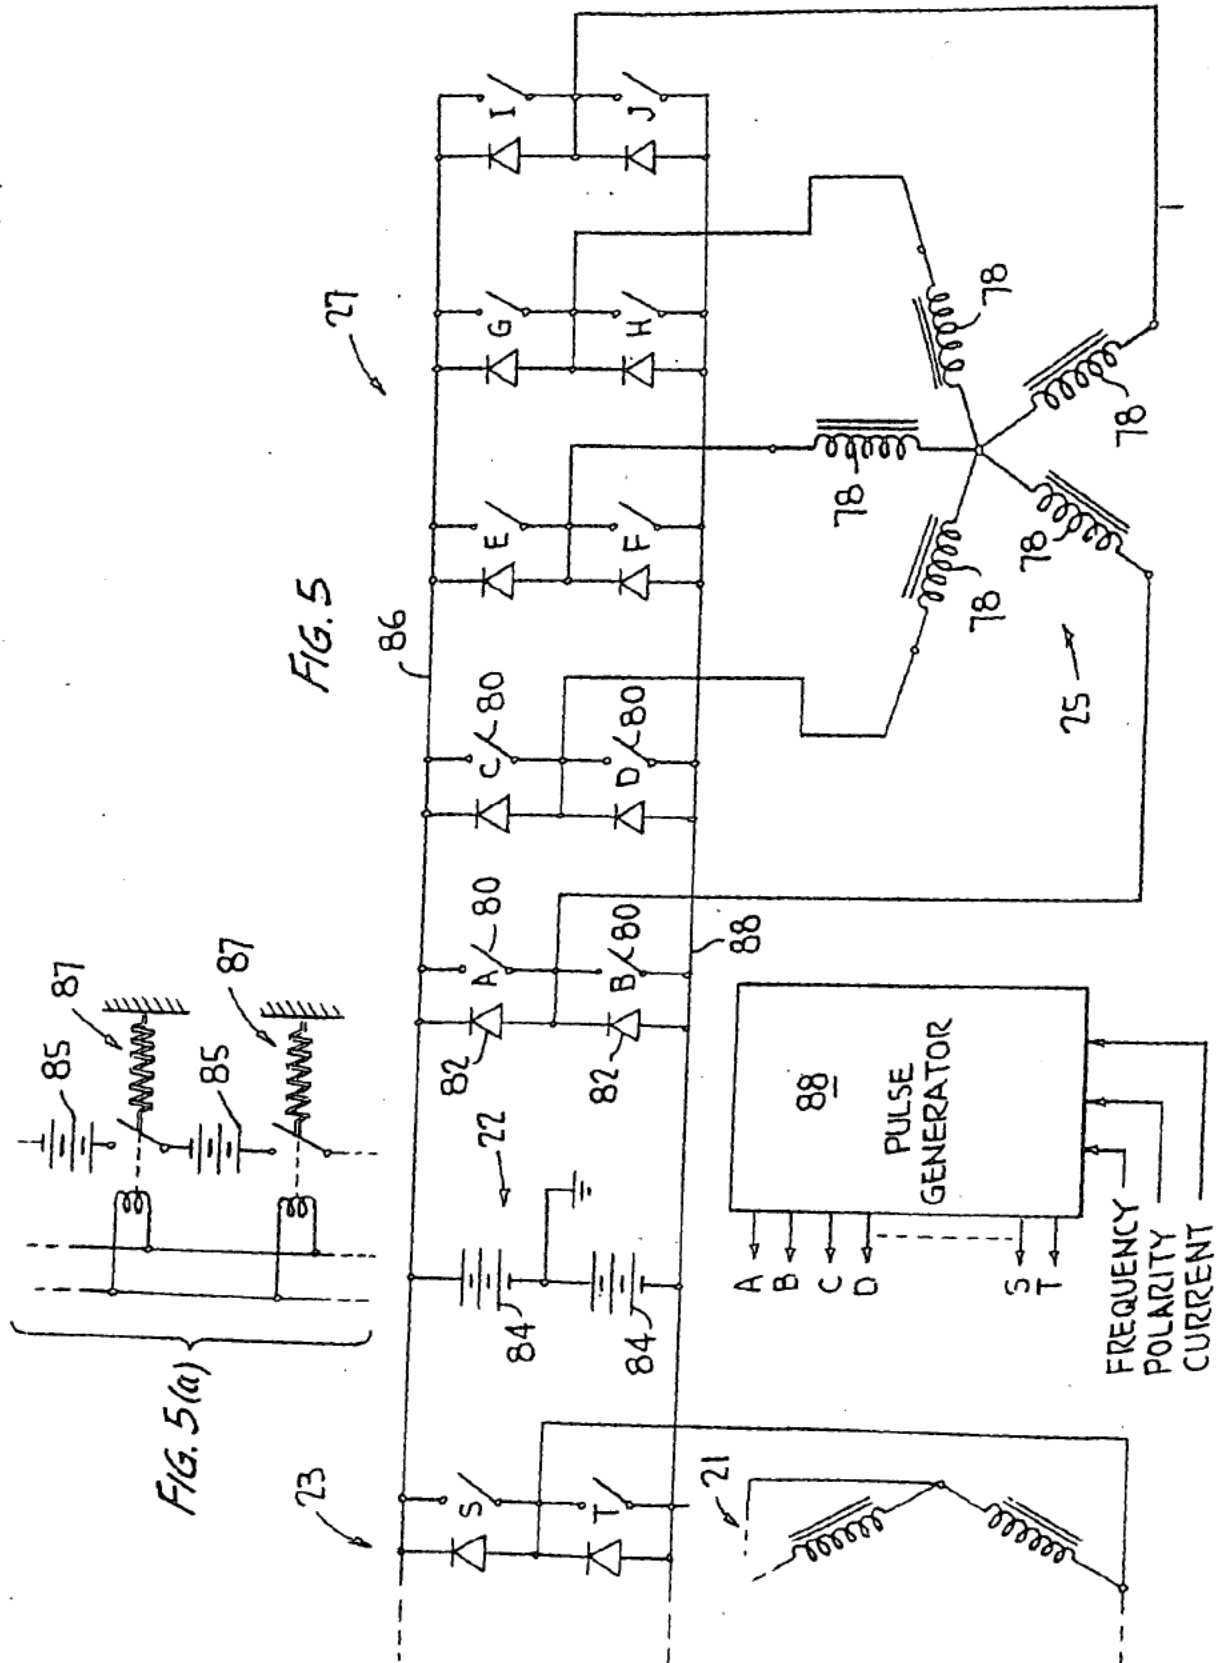 I
J
27
G
H
78
78
E
F
78
78
78
FIG. 5
86
C
80
D
80
25
87
87
85
85
A
80
B
80
88
82
82
22
88
PULSE
GENERATOR
84
84
A
B
C
D
S
T
FREQUENCY
POLARITY
CURRENT
FIG. 5(a)
23
S
T
21